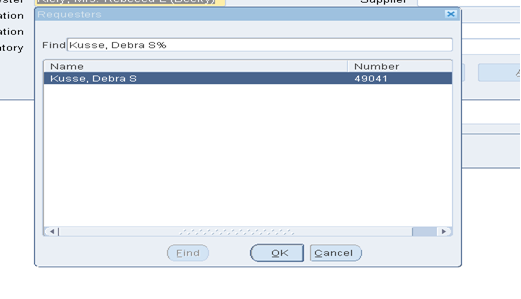 Supplier
Requesters
Find Kusse, Debra S%
Name Number
Kusse, Debra S 49041
Find OK Cancel